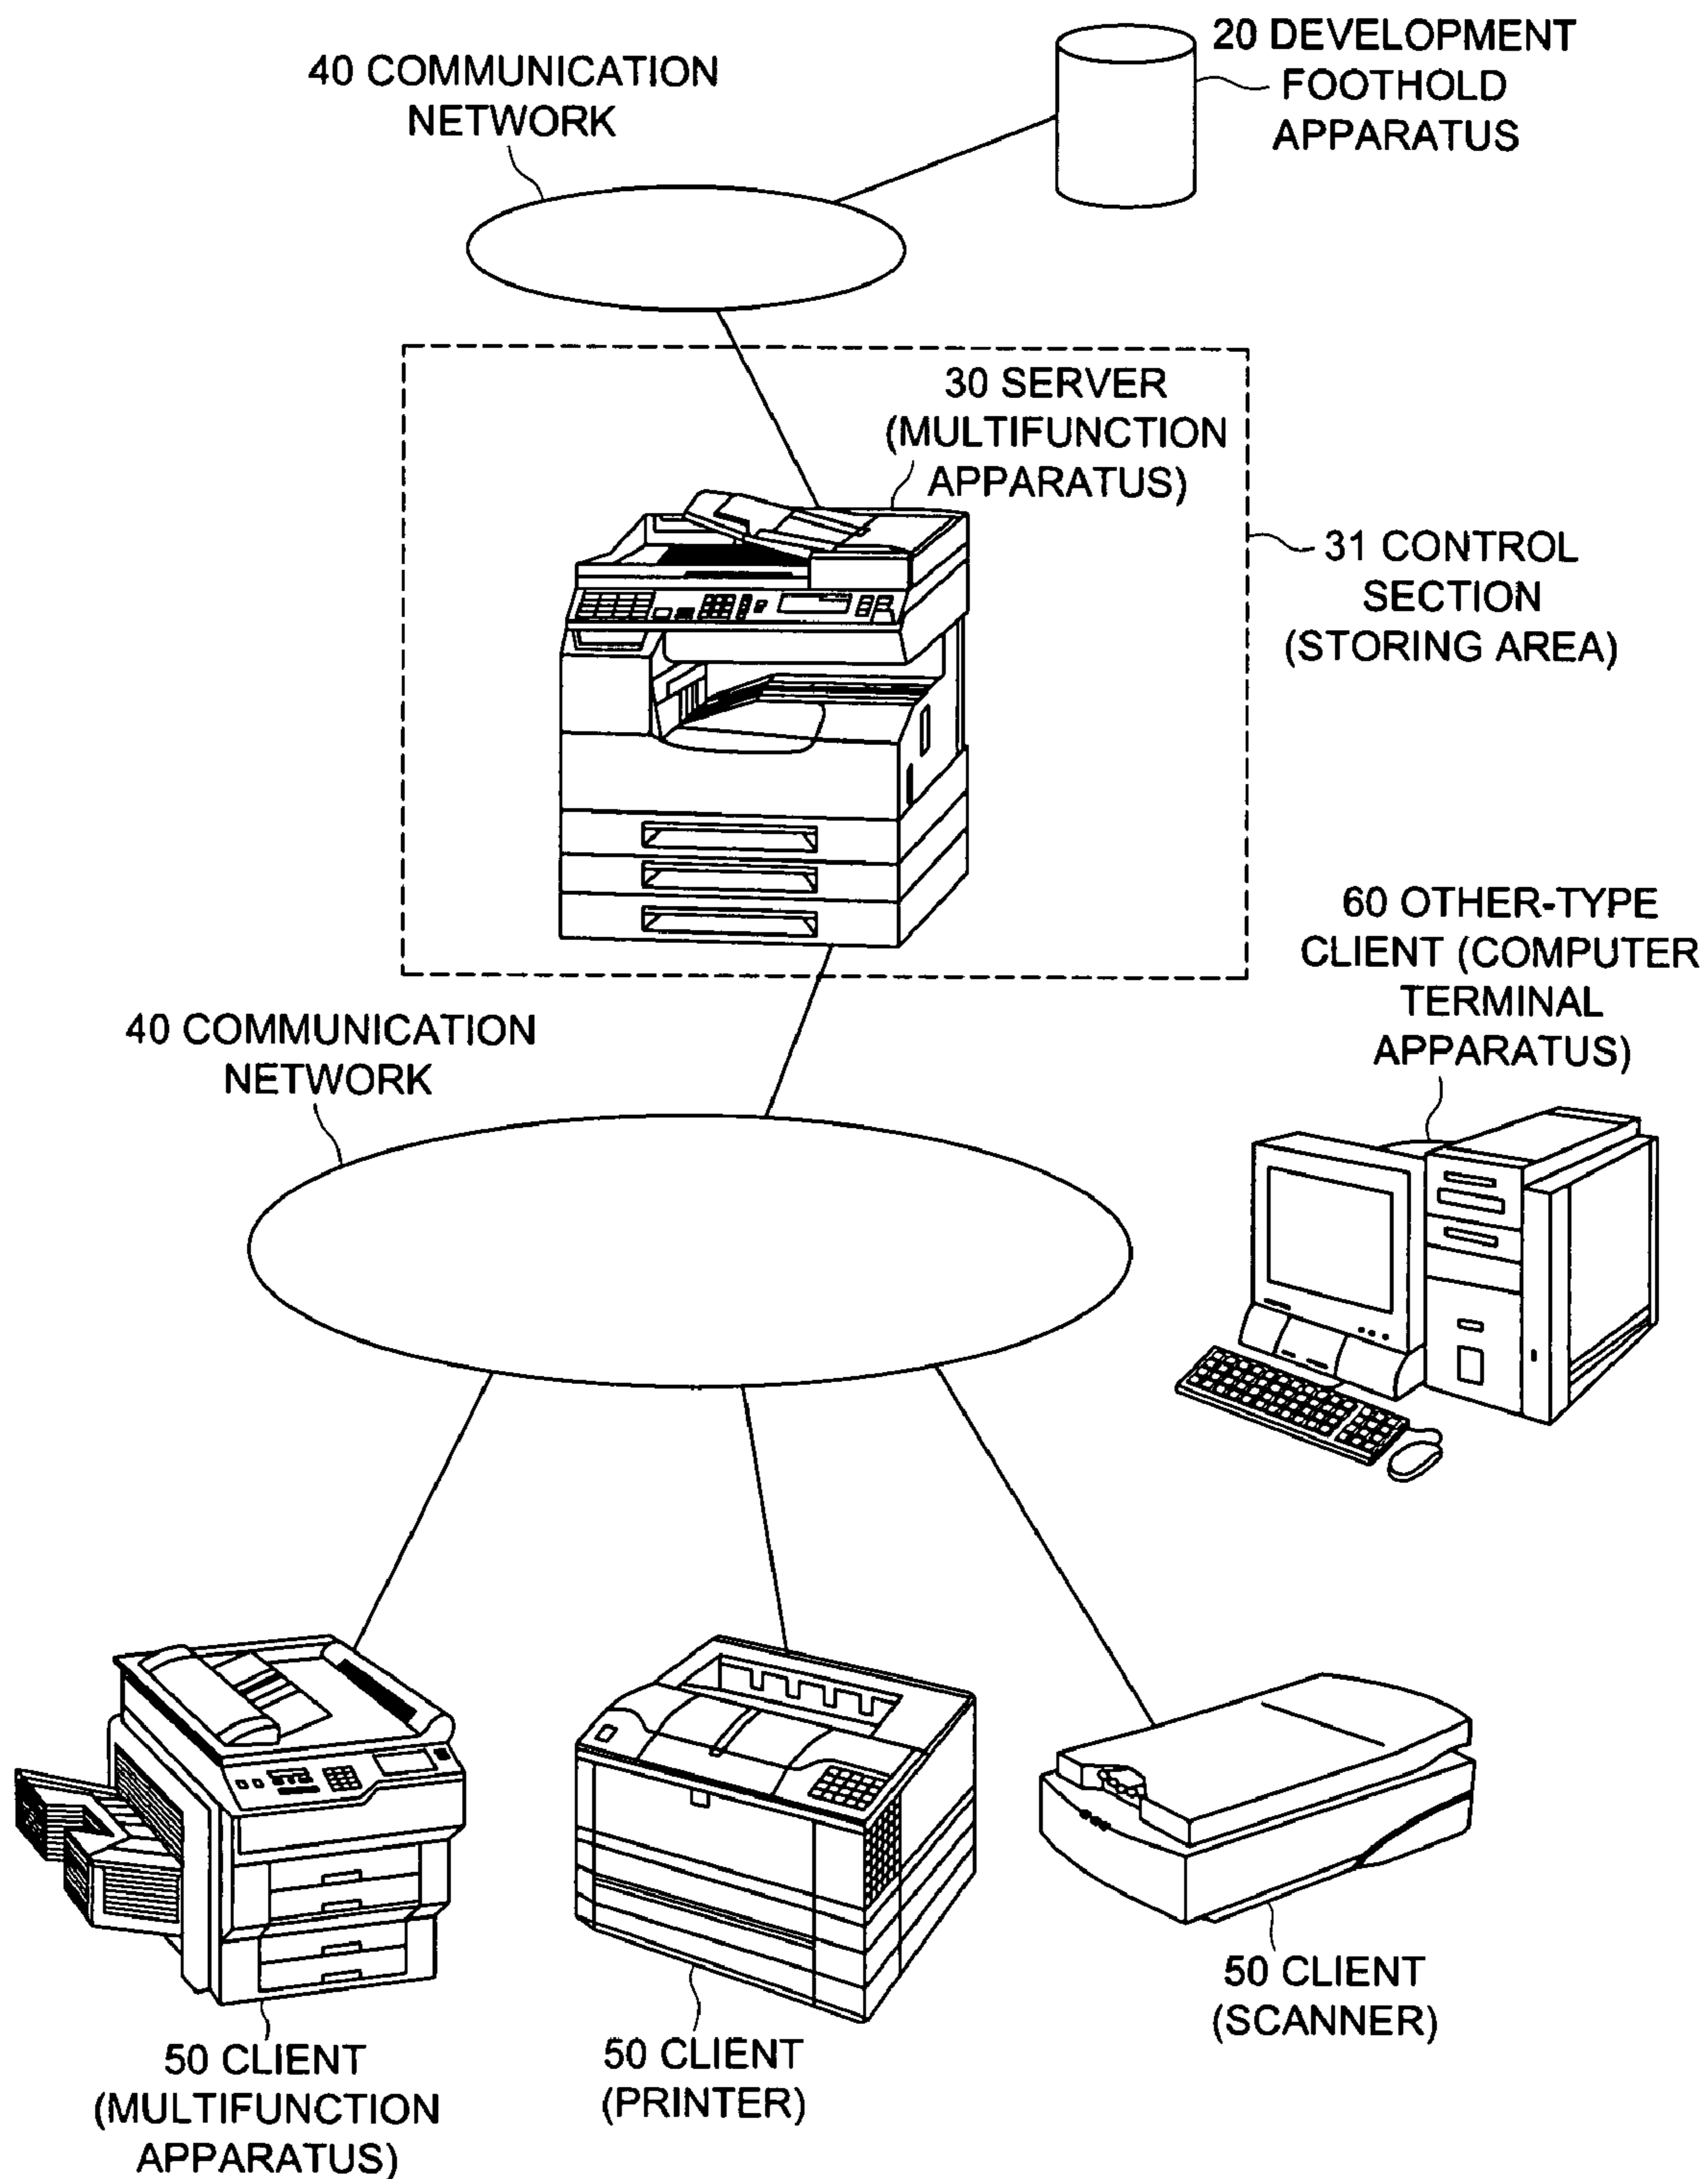 20 DEVELOPMENT
FOOTHOLD
APPARATUS
40 COMMUNICATION
NETWORK
30 SERVER
(MULTIFUNCTION
APPARATUS)
31 CONTROL
SECTION
(STORING AREA)
60 OTHER-TYPE
CLIENT (COMPUTER
TERMINAL
APPARATUS)
40 COMMUNICATION
NETWORK
50 CLIENT
(MULTIFUNCTION
APPARATUS)
50 CLIENT
(PRINTER)
50 CLIENT
(SCANNER)